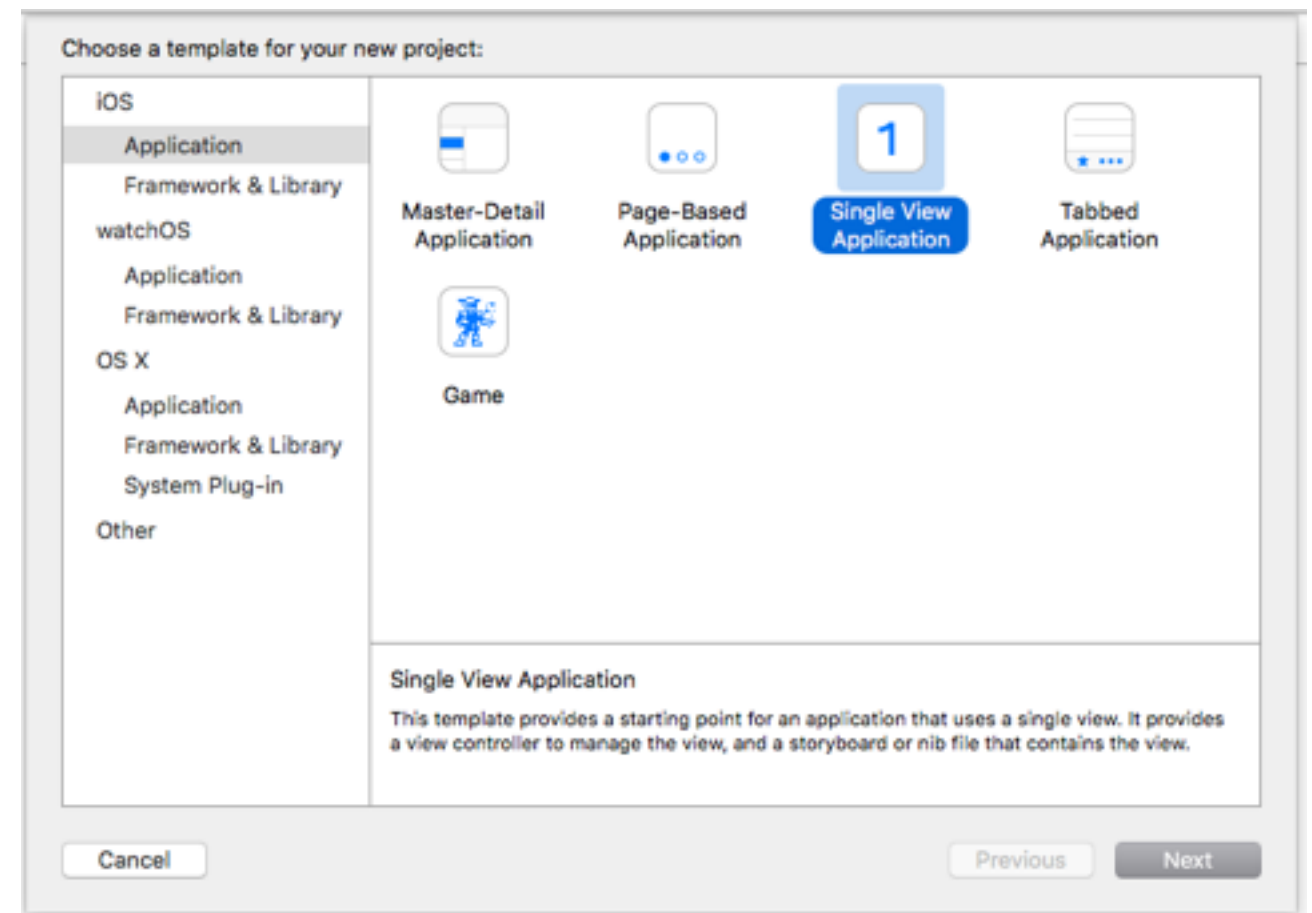 Choose a template for your new project:
iOS
Application
Framework & Library
watchOS
Application
Framework & Library
OS X
Application
Framework & Library
System Plug-in
Other
Master-Detail
Application
Page-Based
Application
1
Single View
Application
Tabbed
Application
Game
Single View Application
This template provides a starting point for an application that uses a single view. It provides
a view controller to manage the view, and a storyboard or nib file that contains the view.
Cancel
Previous
Next